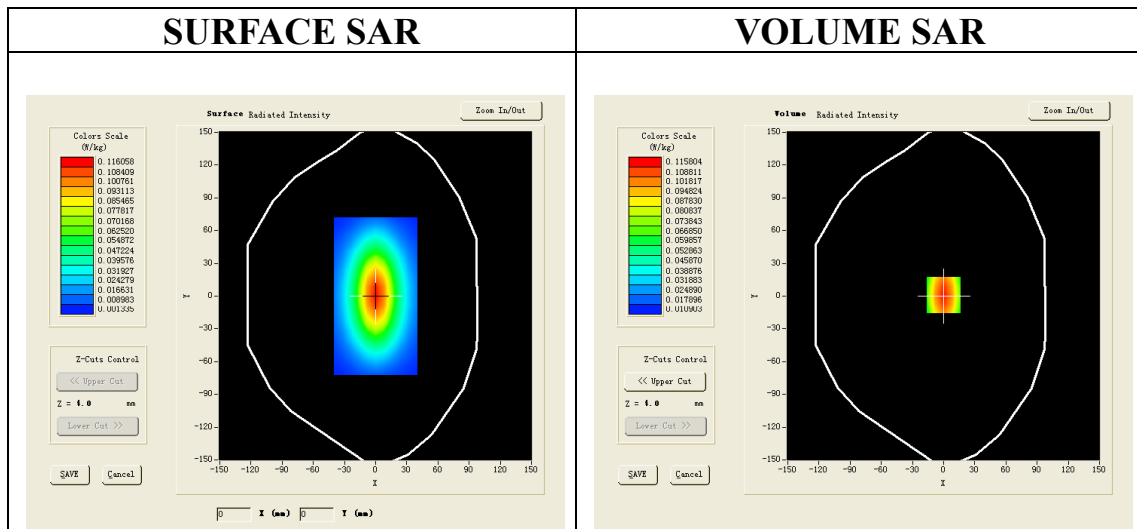 SURFACE SAR
VOLUME SAR
Surface Radiated Intensity
Zoom In/Out
Colors Scale
(W/kg)
0.116058
0.108409
0.100761
0.093113
0.085465
0.077817
0.070168
0.062520
0.054872
0.047224
0.039576
0.031927
0.024279
0.016631
0.008983
0.001335
Z-Cuts Control
<< Upper Cut
Z = 4.0 mm
Lower Cut >>
SAVE Cancel
150
120
90
60
30
0
-30
-60
-90
-120
-150
Y
-150 -120 -90 -60 -30 0 30 60 90 120 150
X
0 X (mm) 0 Y (mm)
Volume Radiated Intensity
Zoom In/Out
Colors Scale
(W/kg)
0.115804
0.108811
0.101817
0.094824
0.087830
0.080837
0.073843
0.066850
0.059857
0.052863
0.045870
0.038876
0.031883
0.024890
0.017896
0.010903
Z-Cuts Control
<< Upper Cut
Z = 4.0 mm
Lower Cut >>
SAVE Cancel
150
120
90
60
30
0
-30
-60
-90
-120
-150
Y
-150 -120 -90 -60 -30 0 30 60 90 120 150
X